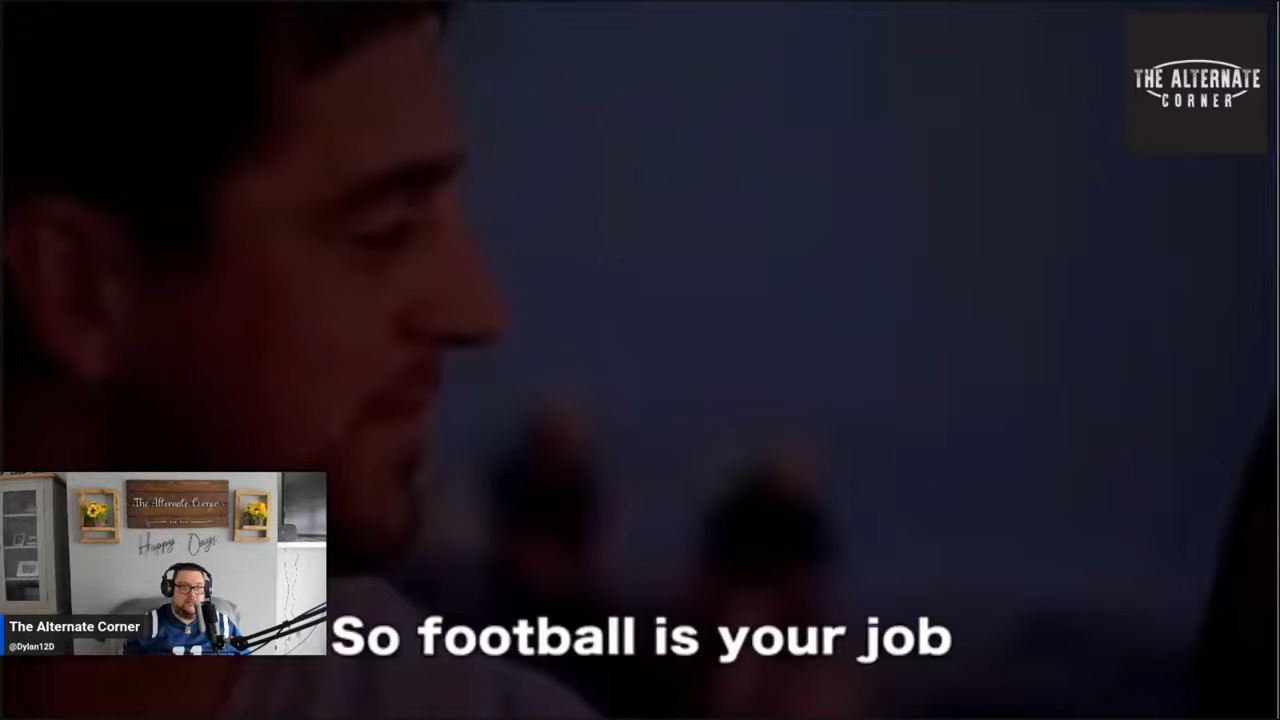 THE ALTERNATE
CORNER
The Alternate Corner
Happy Days
The Alternate Corner
@Dylan12D
So football is your job